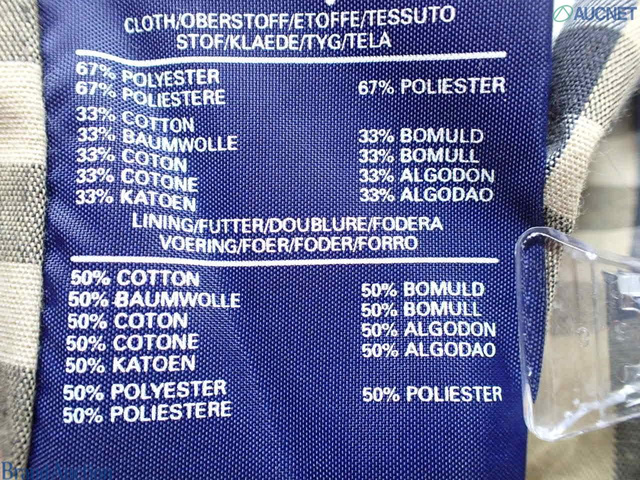 AUCNET
CLOTH/OBERSTOFF/ETOFFE/TESSUTO
STOF/KLAEDE/TYG/TELA
67% POLYESTER
67% POLIESTERE
67% POLIESTER
33% COTTON
33% BAUMWOLLE
33% COTON
33% COTONE
33% KATOEN
33% BOMULD
33% BOMULL
33% ALGODON
33% ALGODAO
LINING/FUTTER/DOUBLURE/FODERA
VOERING/FOER/FODER/FORRO
50% COTTON
50% BAUMWOLLE
50% COTON
50% COTONE
50% KATOEN
50% BOMULD
50% BOMULL
50% ALGODON
50% ALGODAO
50% POLYESTER
50% POLIESTERE
50% POLIESTER